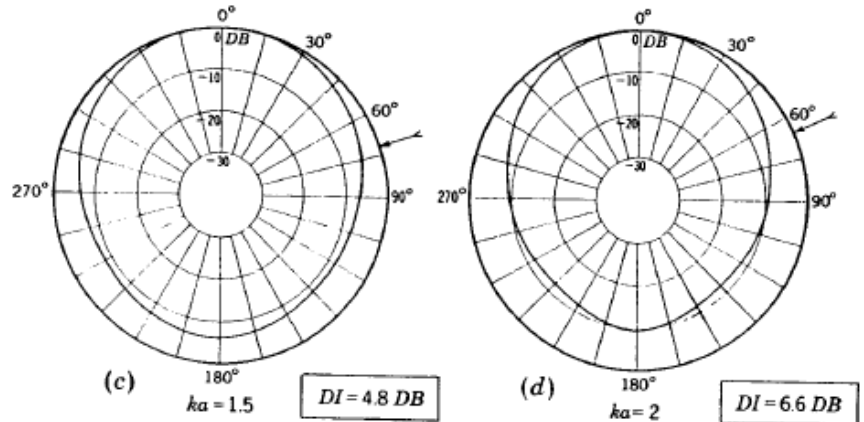 0°
0 DB
30°
-10
60°
-20
-30
270°
90°
180°
(c)
ka = 1.5
DI = 4.8 DB
0°
0 DB
30°
-10
60°
-20
-30
270°
90°
180°
(d)
ka = 2
DI = 6.6 DB